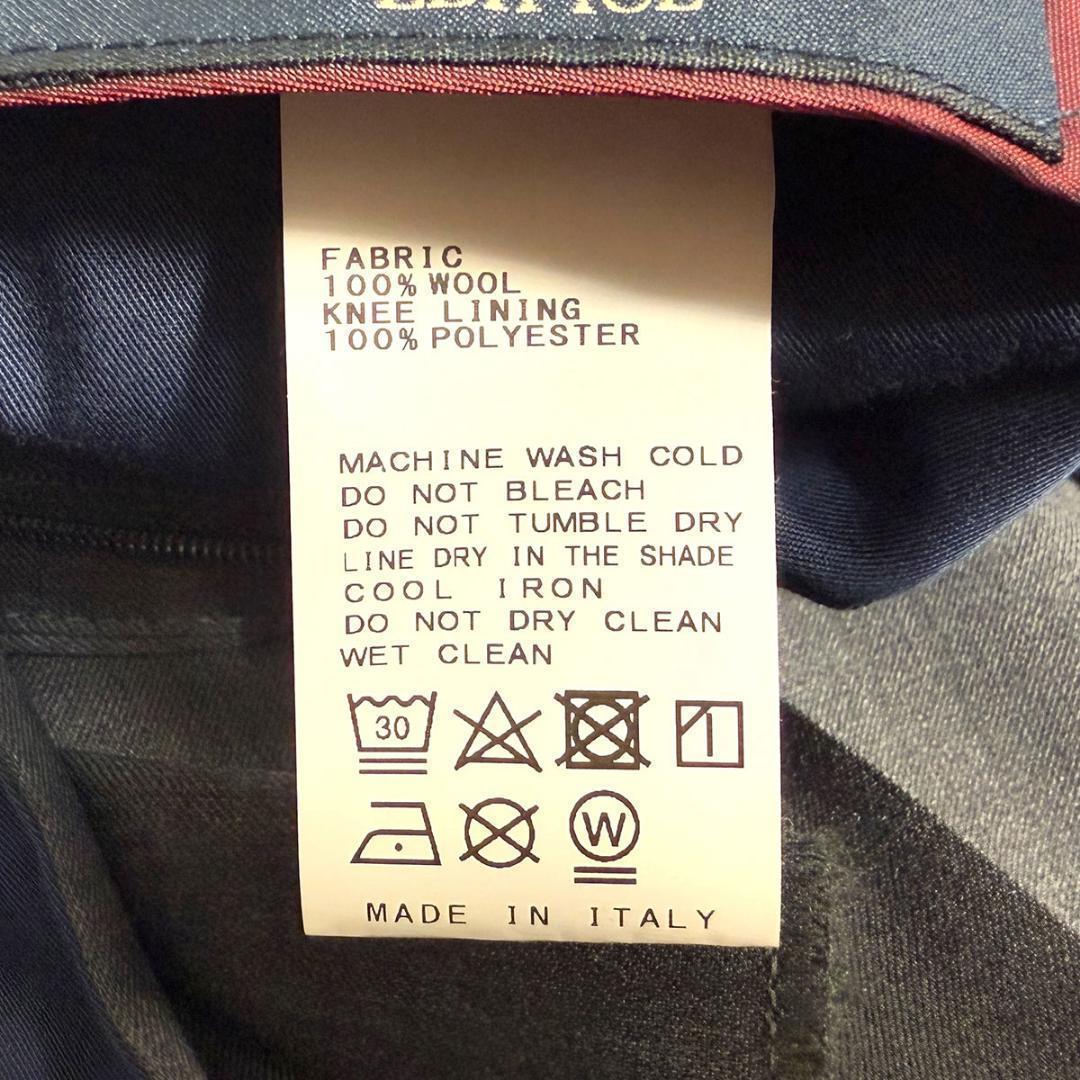 FABRIC
100% WOOL
KNEE LINING
100% POLYESTER
MACHINE WASH COLD
DO NOT BLEACH
DO NOT TUMBLE DRY
LINE DRY IN THE SHADE
COOL IRON
DO NOT DRY CLEAN
WET CLEAN
30
W
MADE IN ITALY